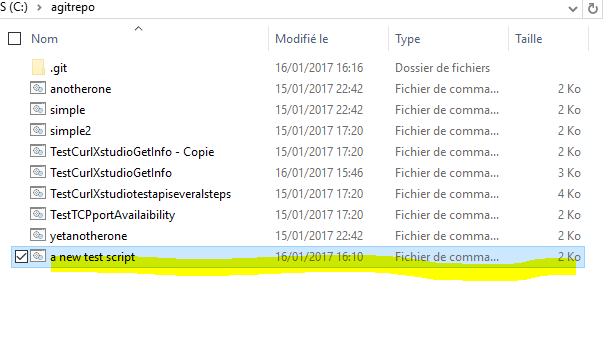 S (C:) > agitrepo
Nom Modifié le Type Taille
.git 16/01/2017 16:16 Dossier de fichiers
anotherone 15/01/2017 22:42 Fichier de comma... 2 Ko
simple 15/01/2017 22:42 Fichier de comma... 2 Ko
simple2 15/01/2017 17:20 Fichier de comma... 2 Ko
TestCurlXstudioGetInfo - Copie 15/01/2017 17:20 Fichier de comma... 2 Ko
TestCurlXstudioGetInfo 16/01/2017 15:46 Fichier de comma... 3 Ko
TestCurlXstudiotestapiseveralsteps 15/01/2017 17:20 Fichier de comma... 4 Ko
TestTCPportAvailaibility 15/01/2017 17:20 Fichier de comma... 2 Ko
yetanotherone 15/01/2017 22:42 Fichier de comma... 2 Ko
a new test script 16/01/2017 16:10 Fichier de comma... 2 Ko